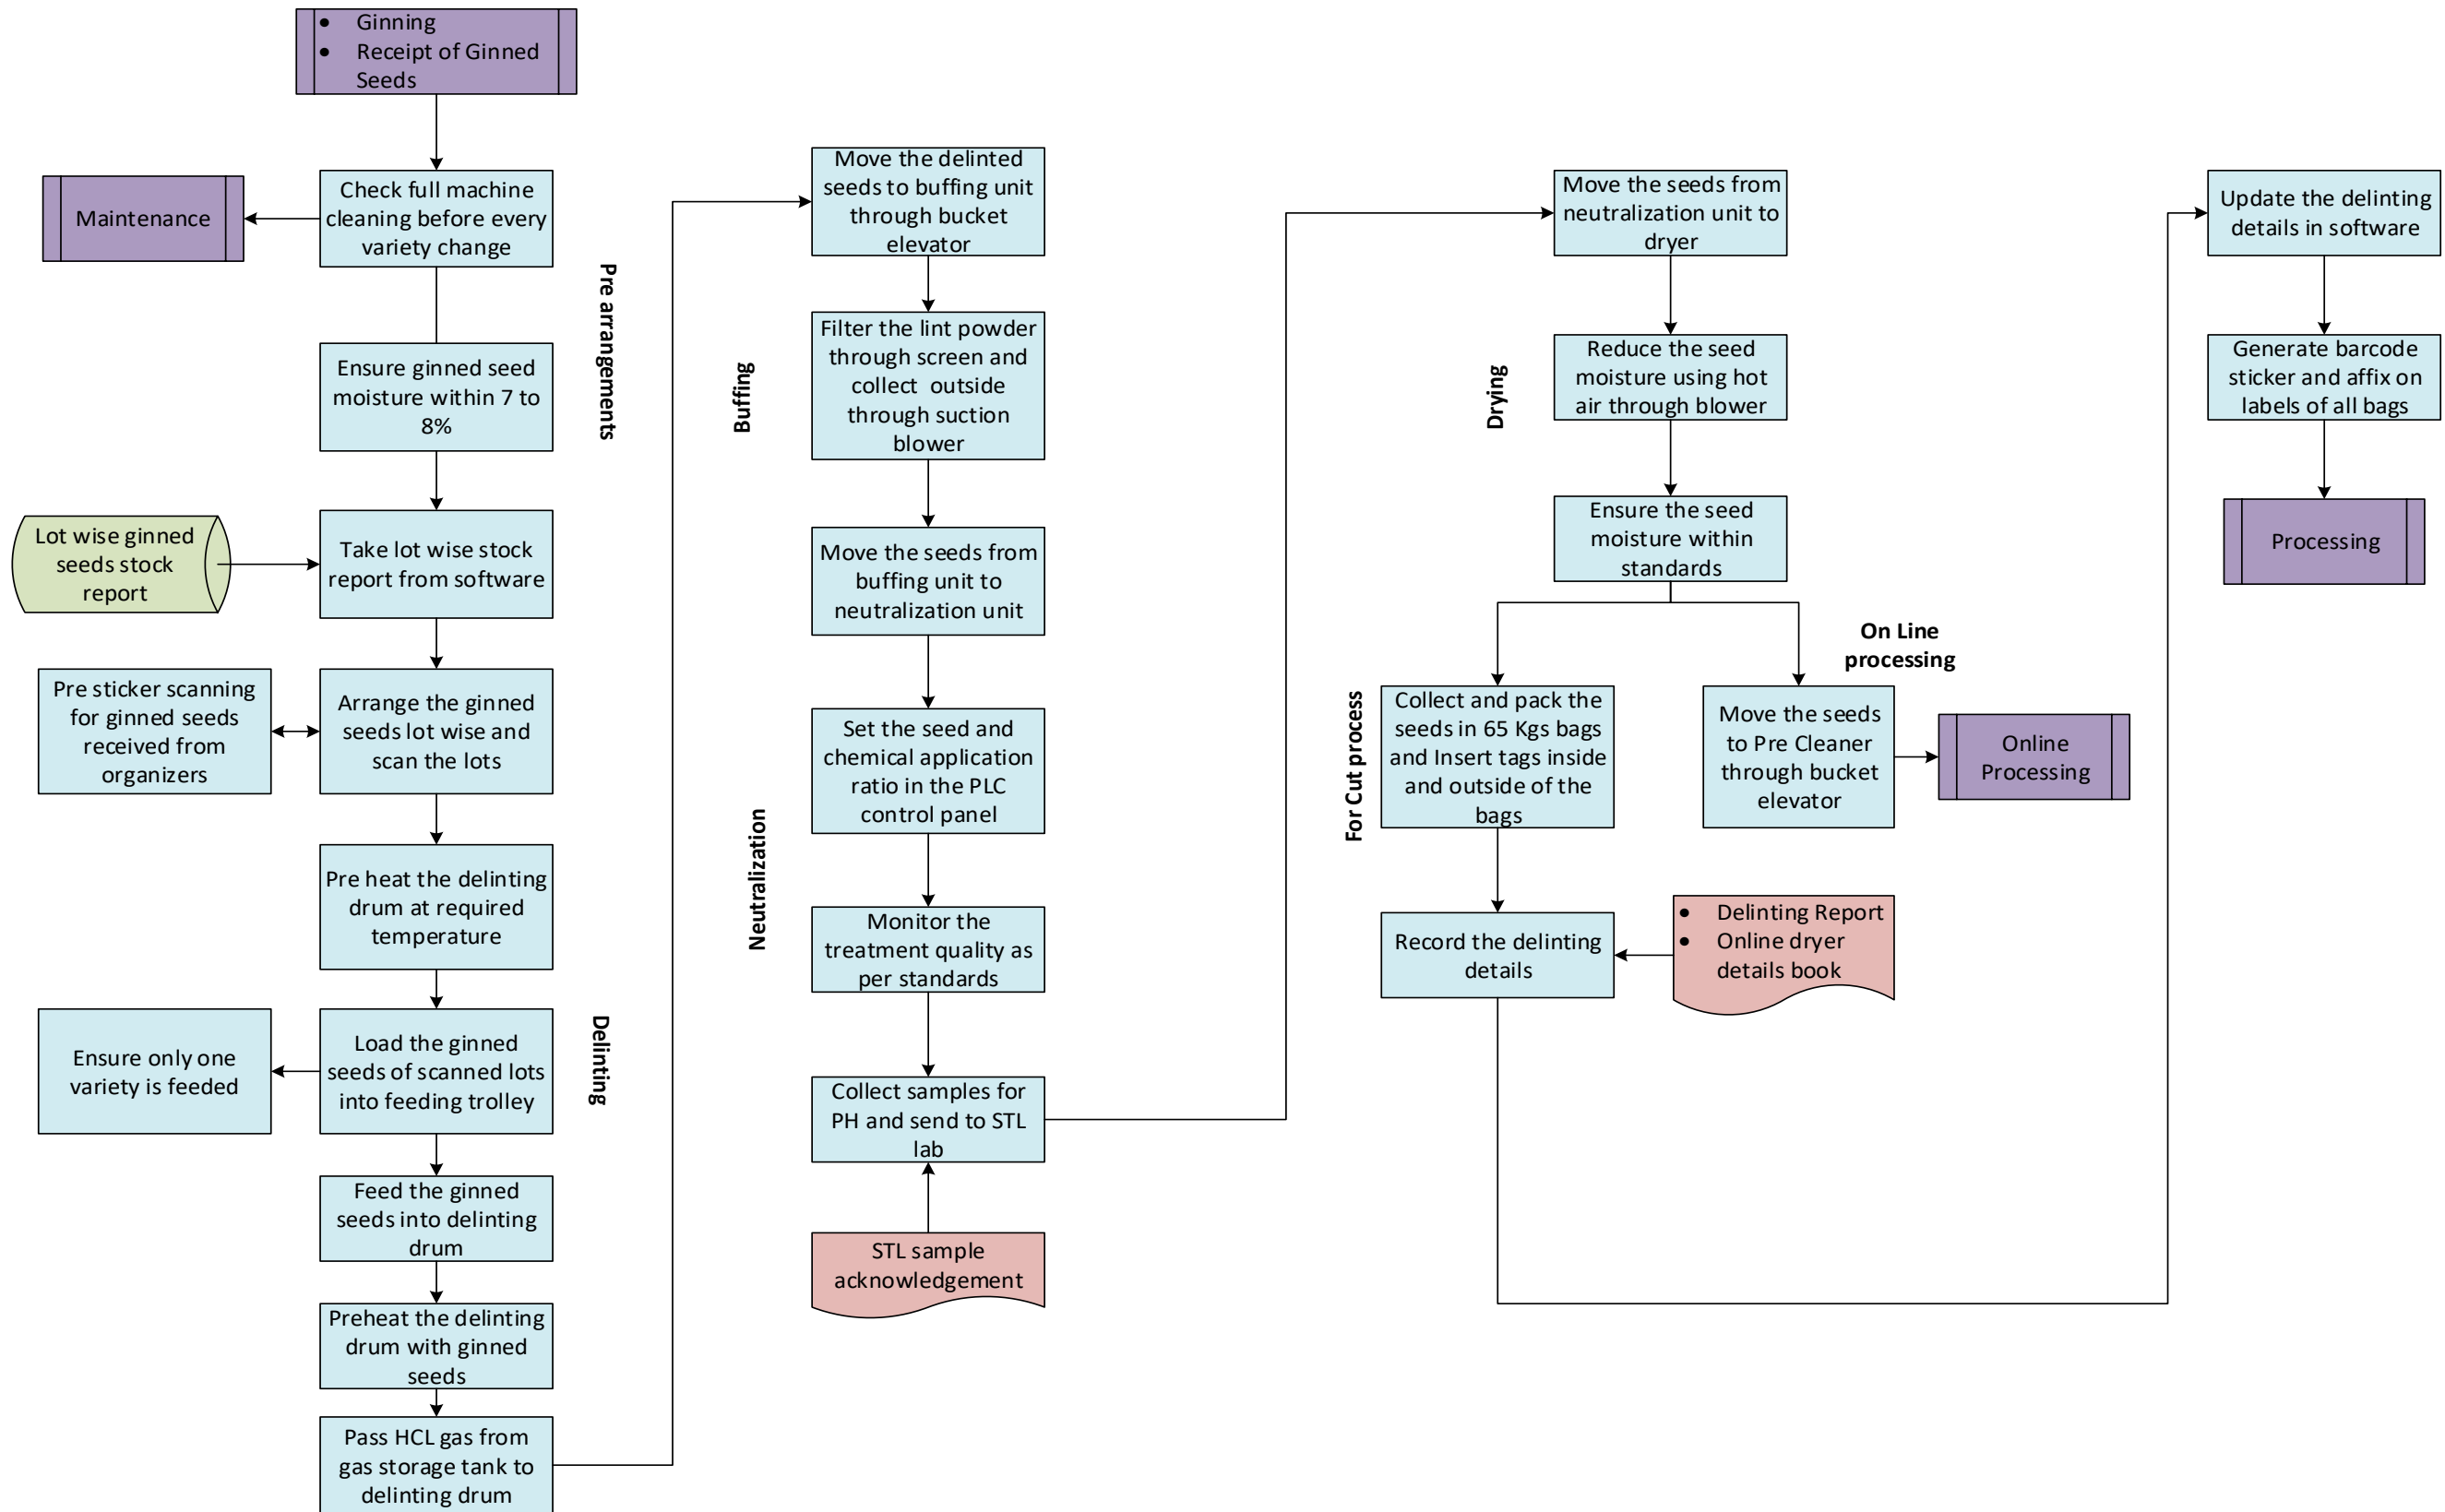 Ginning
Receipt of Ginned
Seeds
Maintenance
Check full machine
cleaning before every
variety change
Pre arrangements
Ensure ginned seed
moisture within 7 to
8%
Lot wise ginned
seeds stock
report
Take lot wise stock
report from software
Pre sticker scanning
for ginned seeds
received from
organizers
Arrange the ginned
seeds lot wise and
scan the lots
Pre heat the delinting
drum at required
temperature
Delinting
Ensure only one
variety is feeded
Load the ginned
seeds of scanned lots
into feeding trolley
Feed the ginned
seeds into delinting
drum
Preheat the delinting
drum with ginned
seeds
Pass HCL gas from
gas storage tank to
delinting drum
Move the delinted
seeds to buffing unit
through bucket
elevator
Buffing
Filter the lint powder
through screen and
collect outside
through suction
blower
Move the seeds from
buffing unit to
neutralization unit
Neutralization
Set the seed and
chemical application
ratio in the PLC
control panel
Monitor the
treatment quality as
per standards
Collect samples for
PH and send to STL
lab
STL sample
acknowledgement
Move the seeds from
neutralization unit to
dryer
Drying
Reduce the seed
moisture using hot
air through blower
Ensure the seed
moisture within
standards
On Line
processing
For Cut process
Collect and pack the
seeds in 65 Kgs bags
and Insert tags inside
and outside of the
bags
Move the seeds
to Pre Cleaner
through bucket
elevator
Online
Processing
Record the delinting
details
Delinting Report
Online dryer
details book
Update the delinting
details in software
Generate barcode
sticker and affix on
labels of all bags
Processing